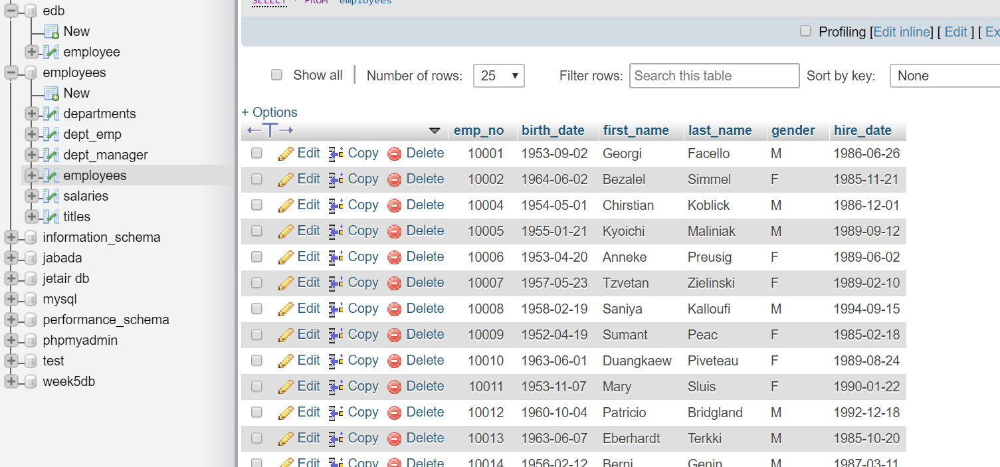 edb
New
employee
employees
New
departments
dept_emp
dept_manager
employees
salaries
titles
information_schema
jabada
jetair db
mysql
performance_schema
phpmyadmin
test
week5db
SELECT * FROM `employees`
Profiling [Edit inline] [ Edit ] [ Ex
Show all | Number of rows: 25 Filter rows: Search this table Sort by key: None
+ Options
emp_no birth_date first_name last_name gender hire_date
Edit Copy Delete 10001 1953-09-02 Georgi Facello M 1986-06-26
Edit Copy Delete 10002 1964-06-02 Bezalel Simmel F 1985-11-21
Edit Copy Delete 10004 1954-05-01 Chirstian Koblick M 1986-12-01
Edit Copy Delete 10005 1955-01-21 Kyoichi Maliniak M 1989-09-12
Edit Copy Delete 10006 1953-04-20 Anneke Preusig F 1989-06-02
Edit Copy Delete 10007 1957-05-23 Tzvetan Zielinski F 1989-02-10
Edit Copy Delete 10008 1958-02-19 Saniya Kalloufi M 1994-09-15
Edit Copy Delete 10009 1952-04-19 Sumant Peac F 1985-02-18
Edit Copy Delete 10010 1963-06-01 Duangkaew Piveteau F 1989-08-24
Edit Copy Delete 10011 1953-11-07 Mary Sluis F 1990-01-22
Edit Copy Delete 10012 1960-10-04 Patricio Bridgland M 1992-12-18
Edit Copy Delete 10013 1963-06-07 Eberhardt Terkki M 1985-10-20
Edit Copy Delete 10014 1956-02-12 Berni Genin M 1987-03-11